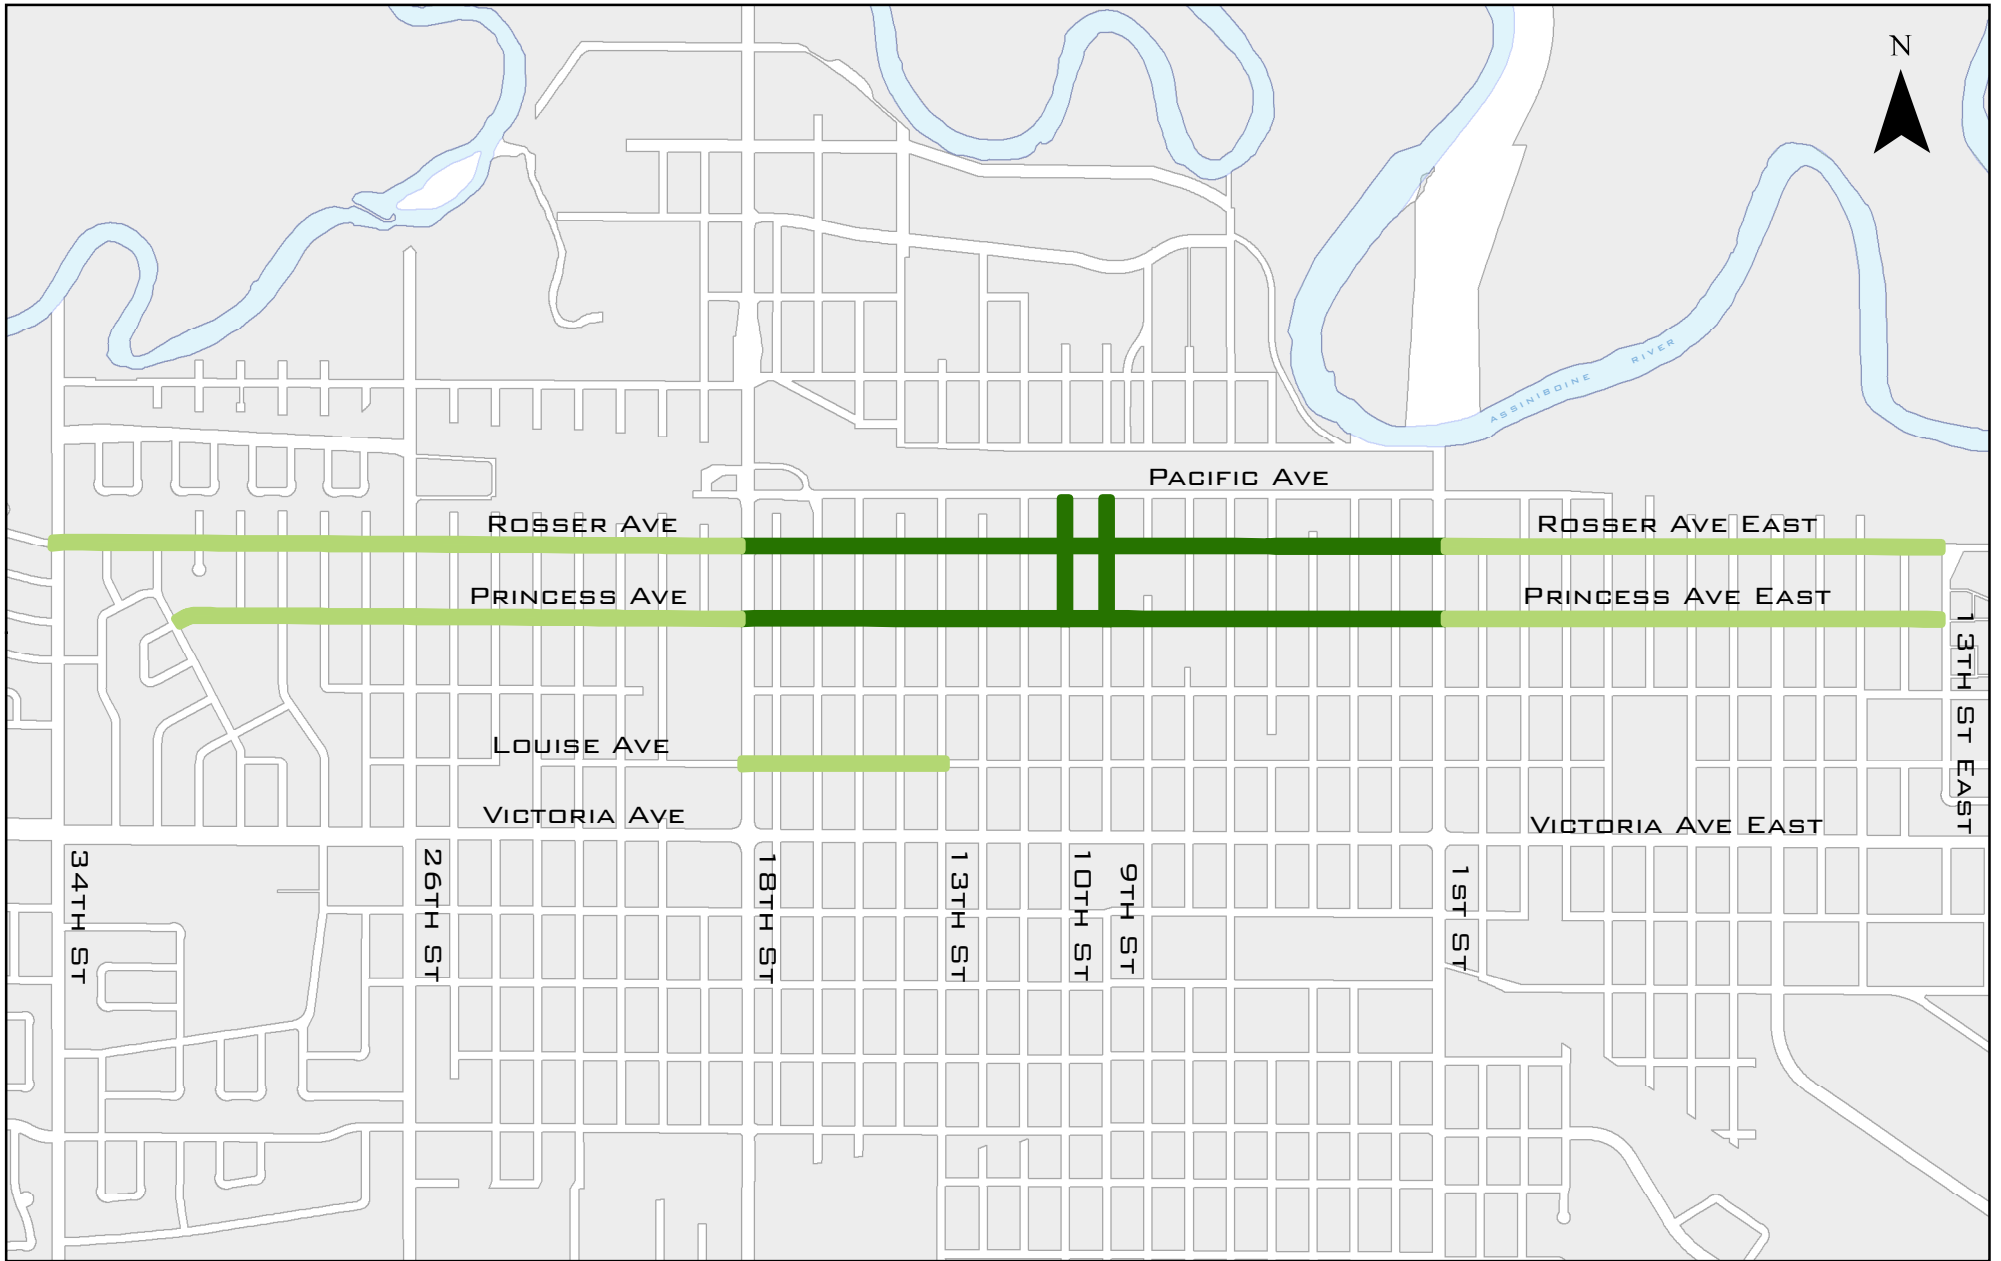 N
ASSINIBOINE RIVER
PACIFIC AVE
ROSSER AVE
ROSSER AVE EAST
PRINCESS AVE
PRINCESS AVE EAST
LOUISE AVE
VICTORIA AVE
VICTORIA AVE EAST
13TH ST EAST
34TH ST
26TH ST
18TH ST
13TH ST
10TH ST
9TH ST
1ST ST